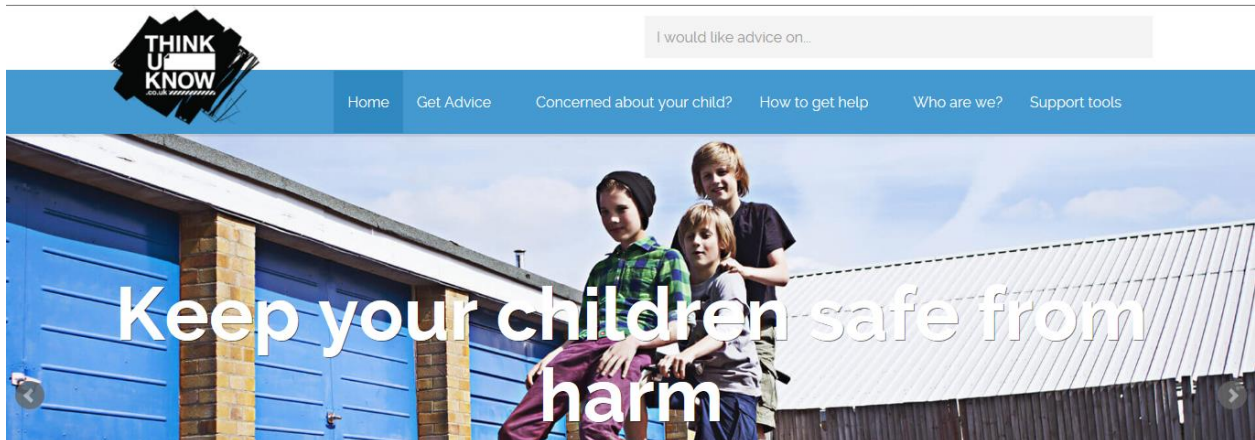 THINK
U
KNOW
.co.uk
I would like advice on...
Home Get Advice Concerned about your child? How to get help Who are we? Support tools
Keep your children safe from
harm